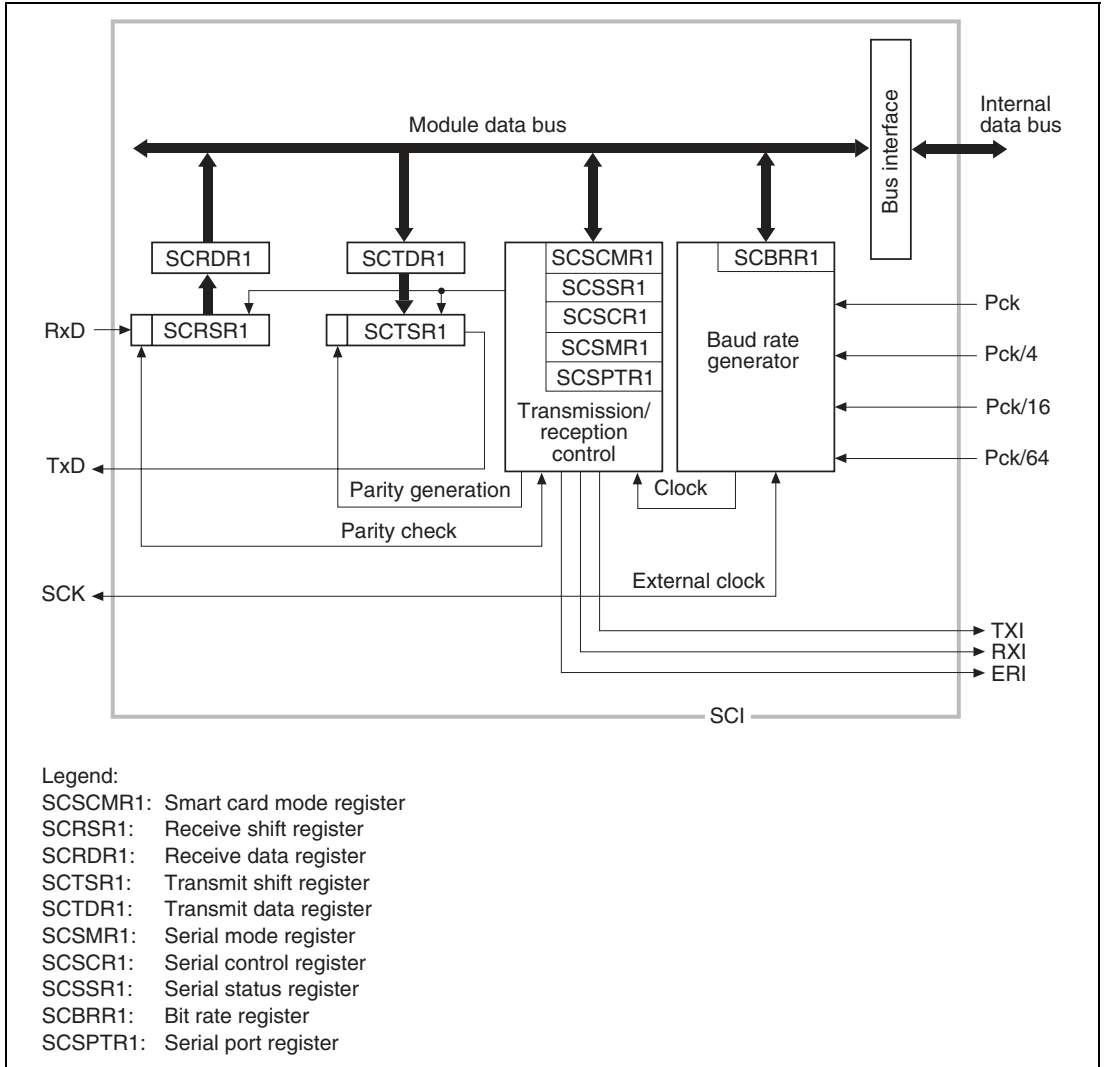 Module data bus
Bus interface
Internal
data bus
SCRDR1
SCTDR1
SCSCMR1
SCSSR1
SCSCR1
SCSMR1
SCSPTR1
Transmission/
reception
control
SCBRR1
Baud rate
generator
RxD
SCRSR1
SCTSR1
Pck
Pck/4
Pck/16
Pck/64
TxD
Parity generation
Clock
Parity check
SCK
External clock
TXI
RXI
ERI
SCI
Legend:
SCSCMR1: Smart card mode register
SCRSR1: Receive shift register
SCRDR1: Receive data register
SCTSR1: Transmit shift register
SCTDR1: Transmit data register
SCSMR1: Serial mode register
SCSCR1: Serial control register
SCSSR1: Serial status register
SCBRR1: Bit rate register
SCSPTR1: Serial port register